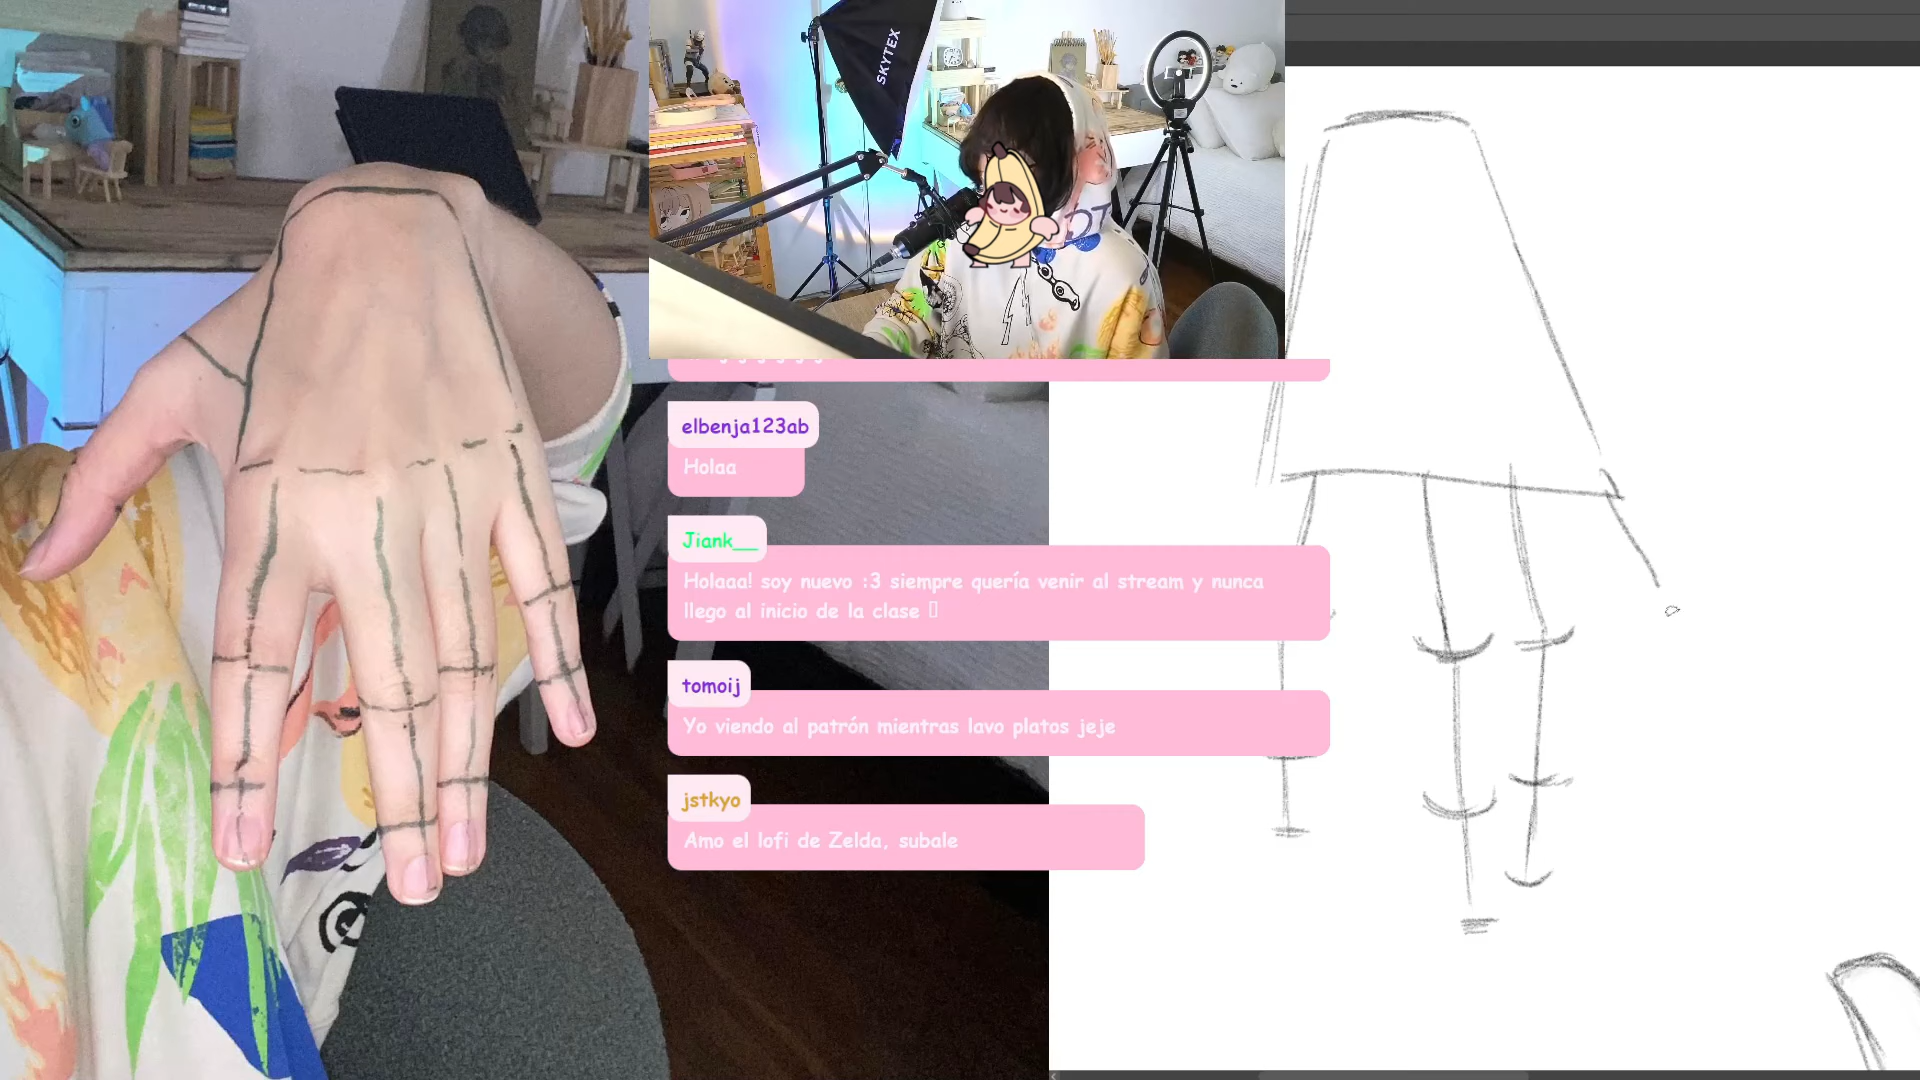 SKYTEX
elbenja123ab
Holaa
Jiank__
Holaaa! soy nuevo :3 siempre quería venir al stream y nunca
llego al inicio de la clase
tomoij
Yo viendo al patrón mientras lavo platos jeje
jstkyo
Amo el lofi de Zelda, subale